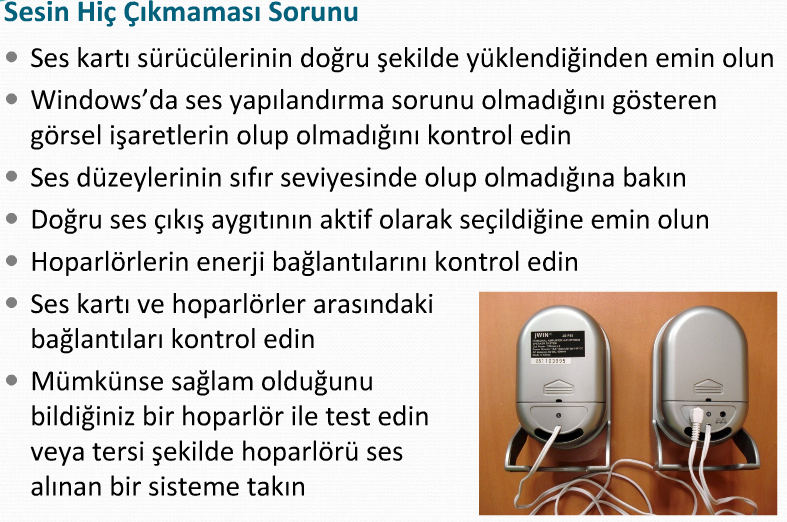 Sesin Hiç Çıkmaması Sorunu
Ses kartı sürücülerinin doğru şekilde yüklendiğinden emin olun
Windows’da ses yapılandırma sorunu olmadığını gösteren
görsel işaretlerin olup olmadığını kontrol edin
Ses düzeylerinin sıfır seviyesinde olup olmadığına bakın
Doğru ses çıkış aygıtının aktif olarak seçildiğine emin olun
Hoparlörlerin enerji bağlantılarını kontrol edin
Ses kartı ve hoparlörler arasındaki
bağlantıları kontrol edin
Mümkünse sağlam olduğunu
bildiğiniz bir hoparlör ile test edin
veya tersi şekilde hoparlörü ses
alınan bir sisteme takın
jWIN